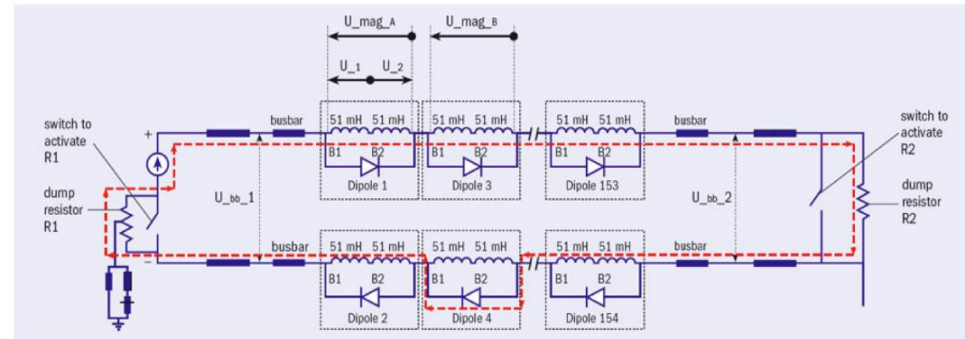 U_mag_A
U_mag_B
U_1 U_2
switch to
activate
R1
busbar
51 mH 51 mH
51 mH 51 mH
51 mH 51 mH
busbar
switch to
activate
R2
+
B1 B2
Dipole 1
B1 B2
Dipole 3
B1 B2
Dipole 153
dump
resistor
R1
U_bb_1
U_bb_2
dump
resistor
R2
–
busbar
51 mH 51 mH
51 mH 51 mH
51 mH 51 mH
busbar
B1 B2
Dipole 2
B1 B2
Dipole 4
B1 B2
Dipole 154